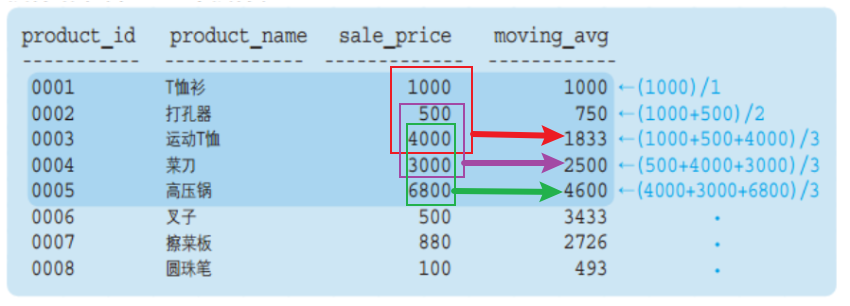 product_id product_name sale_price moving_avg
----------- ------------- ------------- ------------
0001 T恤衫 1000 1000 ←(1000)/1
0002 打孔器 500 750 ←(1000+500)/2
0003 运动T恤 4000 1833 ←(1000+500+4000)/3
0004 菜刀 3000 2500 ←(500+4000+3000)/3
0005 高压锅 6800 4600 ←(4000+3000+6800)/3
0006 叉子 500 3433 ·
0007 擦菜板 880 2726 ·
0008 圆珠笔 100 493 ·